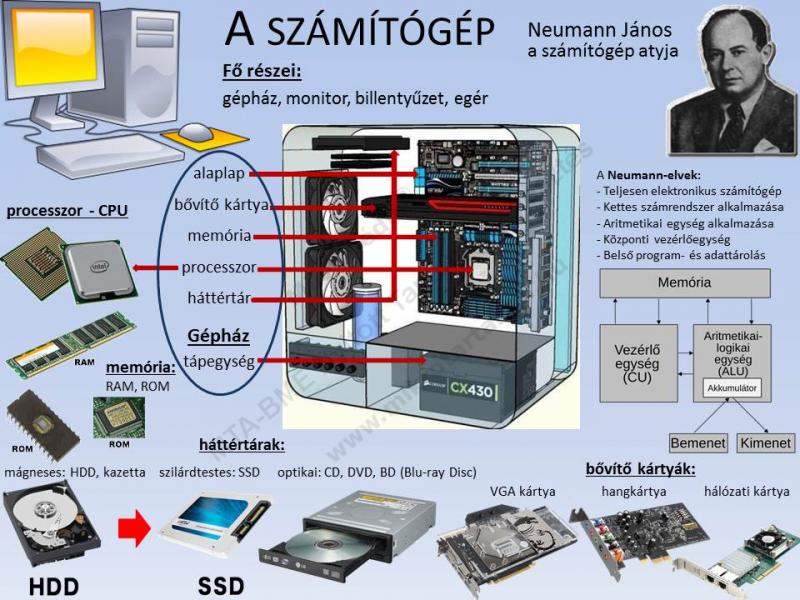 A SZÁMÍTÓGÉP
Neumann János
a számítógép atyja
Fő részei:
gépház, monitor, billentyűzet, egér
alaplap
bővítő kártya
memória
processzor
háttértár
Gépház
tápegység
processzor - CPU
intel
RAM
memória:
RAM, ROM
ROM
ROM
CORSAIR
CX430
A Neumann-elvek:
- Teljesen elektronikus számítógép
- Kettes számrendszer alkalmazása
- Aritmetikai egység alkalmazása
- Központi vezérlőegység
- Belső program- és adattárolás
Memória
Vezérlő
egység
(CU)
Aritmetikai-
logikai
egység
(ALU)
Akkumulátor
Bemenet
Kimenet
háttértárak:
mágneses: HDD, kazetta
szilárdtestes: SSD
optikai: CD, DVD, BD (Blu-ray Disc)
HDD
SSD
bővítő kártyák:
VGA kártya
hangkártya
hálózati kártya